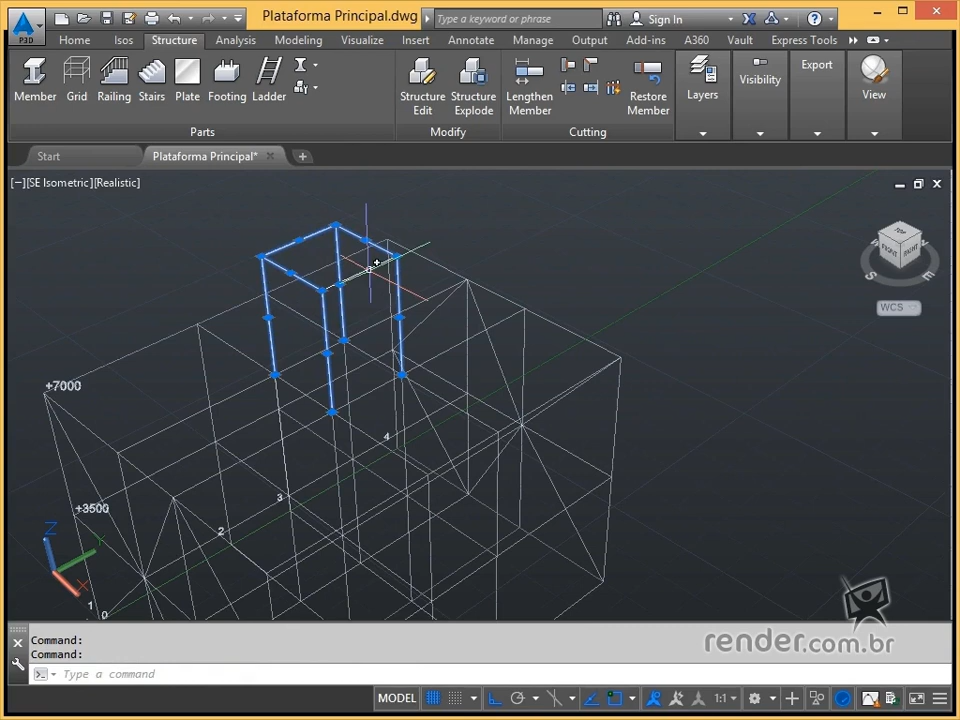 Plataforma Principal.dwg
Type a keyword or phrase
Sign In
P3D
Home Isos Structure Analysis Modeling Visualize Insert Annotate Manage Output Add-ins A360 Vault Express Tools
Member Grid Railing Stairs Plate Footing Ladder
Structure Edit
Structure Explode
Lengthen Member
Restore Member
Layers
Visibility
Export
View
Parts Modify Cutting
Start
Plataforma Principal*
[−][SE Isometric][Realistic]
TOP
FRONT
RIGHT
W
S
E
WCS
+7000
+3500
4
3
2
1
0
Z
Y
X
render.com.br
Command:
Command:
Type a command
MODEL
1:1